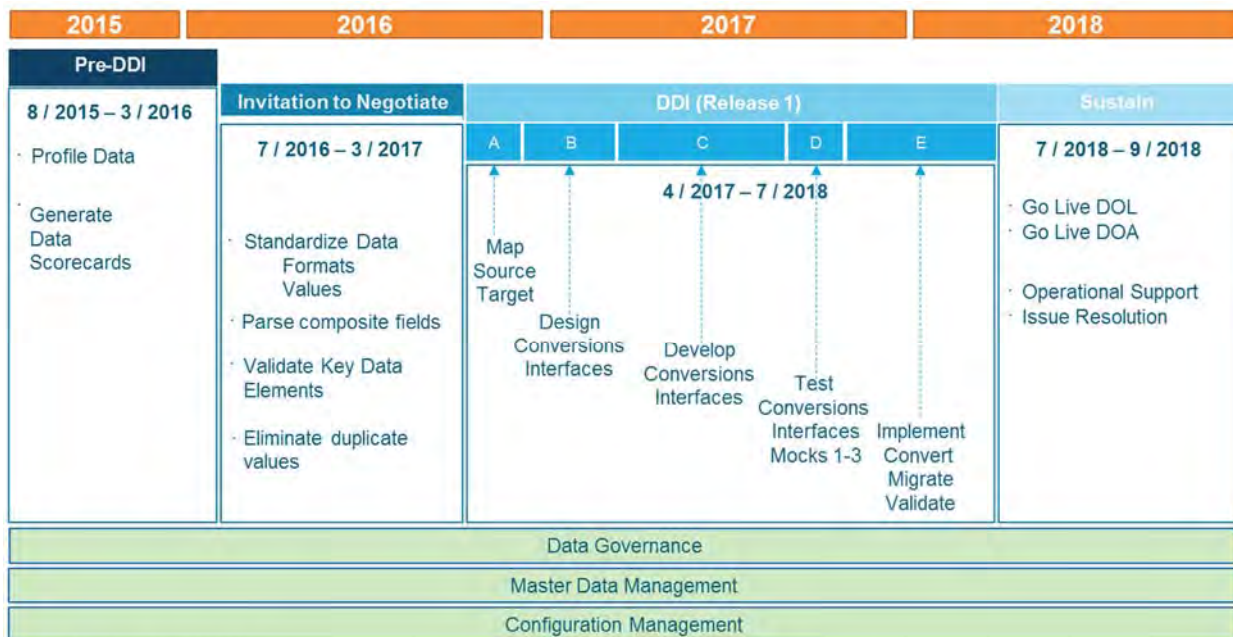 2015
2016
2017
2018
Pre-DDI
8 / 2015 – 3 / 2016
· Profile Data
· Generate
Data
Scorecards
Invitation to Negotiate
7 / 2016 – 3 / 2017
· Standardize Data
Formats
Values
· Parse composite fields
· Validate Key Data
Elements
· Eliminate duplicate
values
DDI (Release 1)
A
B
C
D
E
4 / 2017 – 7 / 2018
Map
Source
Target
Design
Conversions
Interfaces
Develop
Conversions
Interfaces
Test
Conversions
Interfaces
Mocks 1-3
Implement
Convert
Migrate
Validate
Sustain
7 / 2018 – 9 / 2018
· Go Live DOL
· Go Live DOA
· Operational Support
· Issue Resolution
Data Governance
Master Data Management
Configuration Management